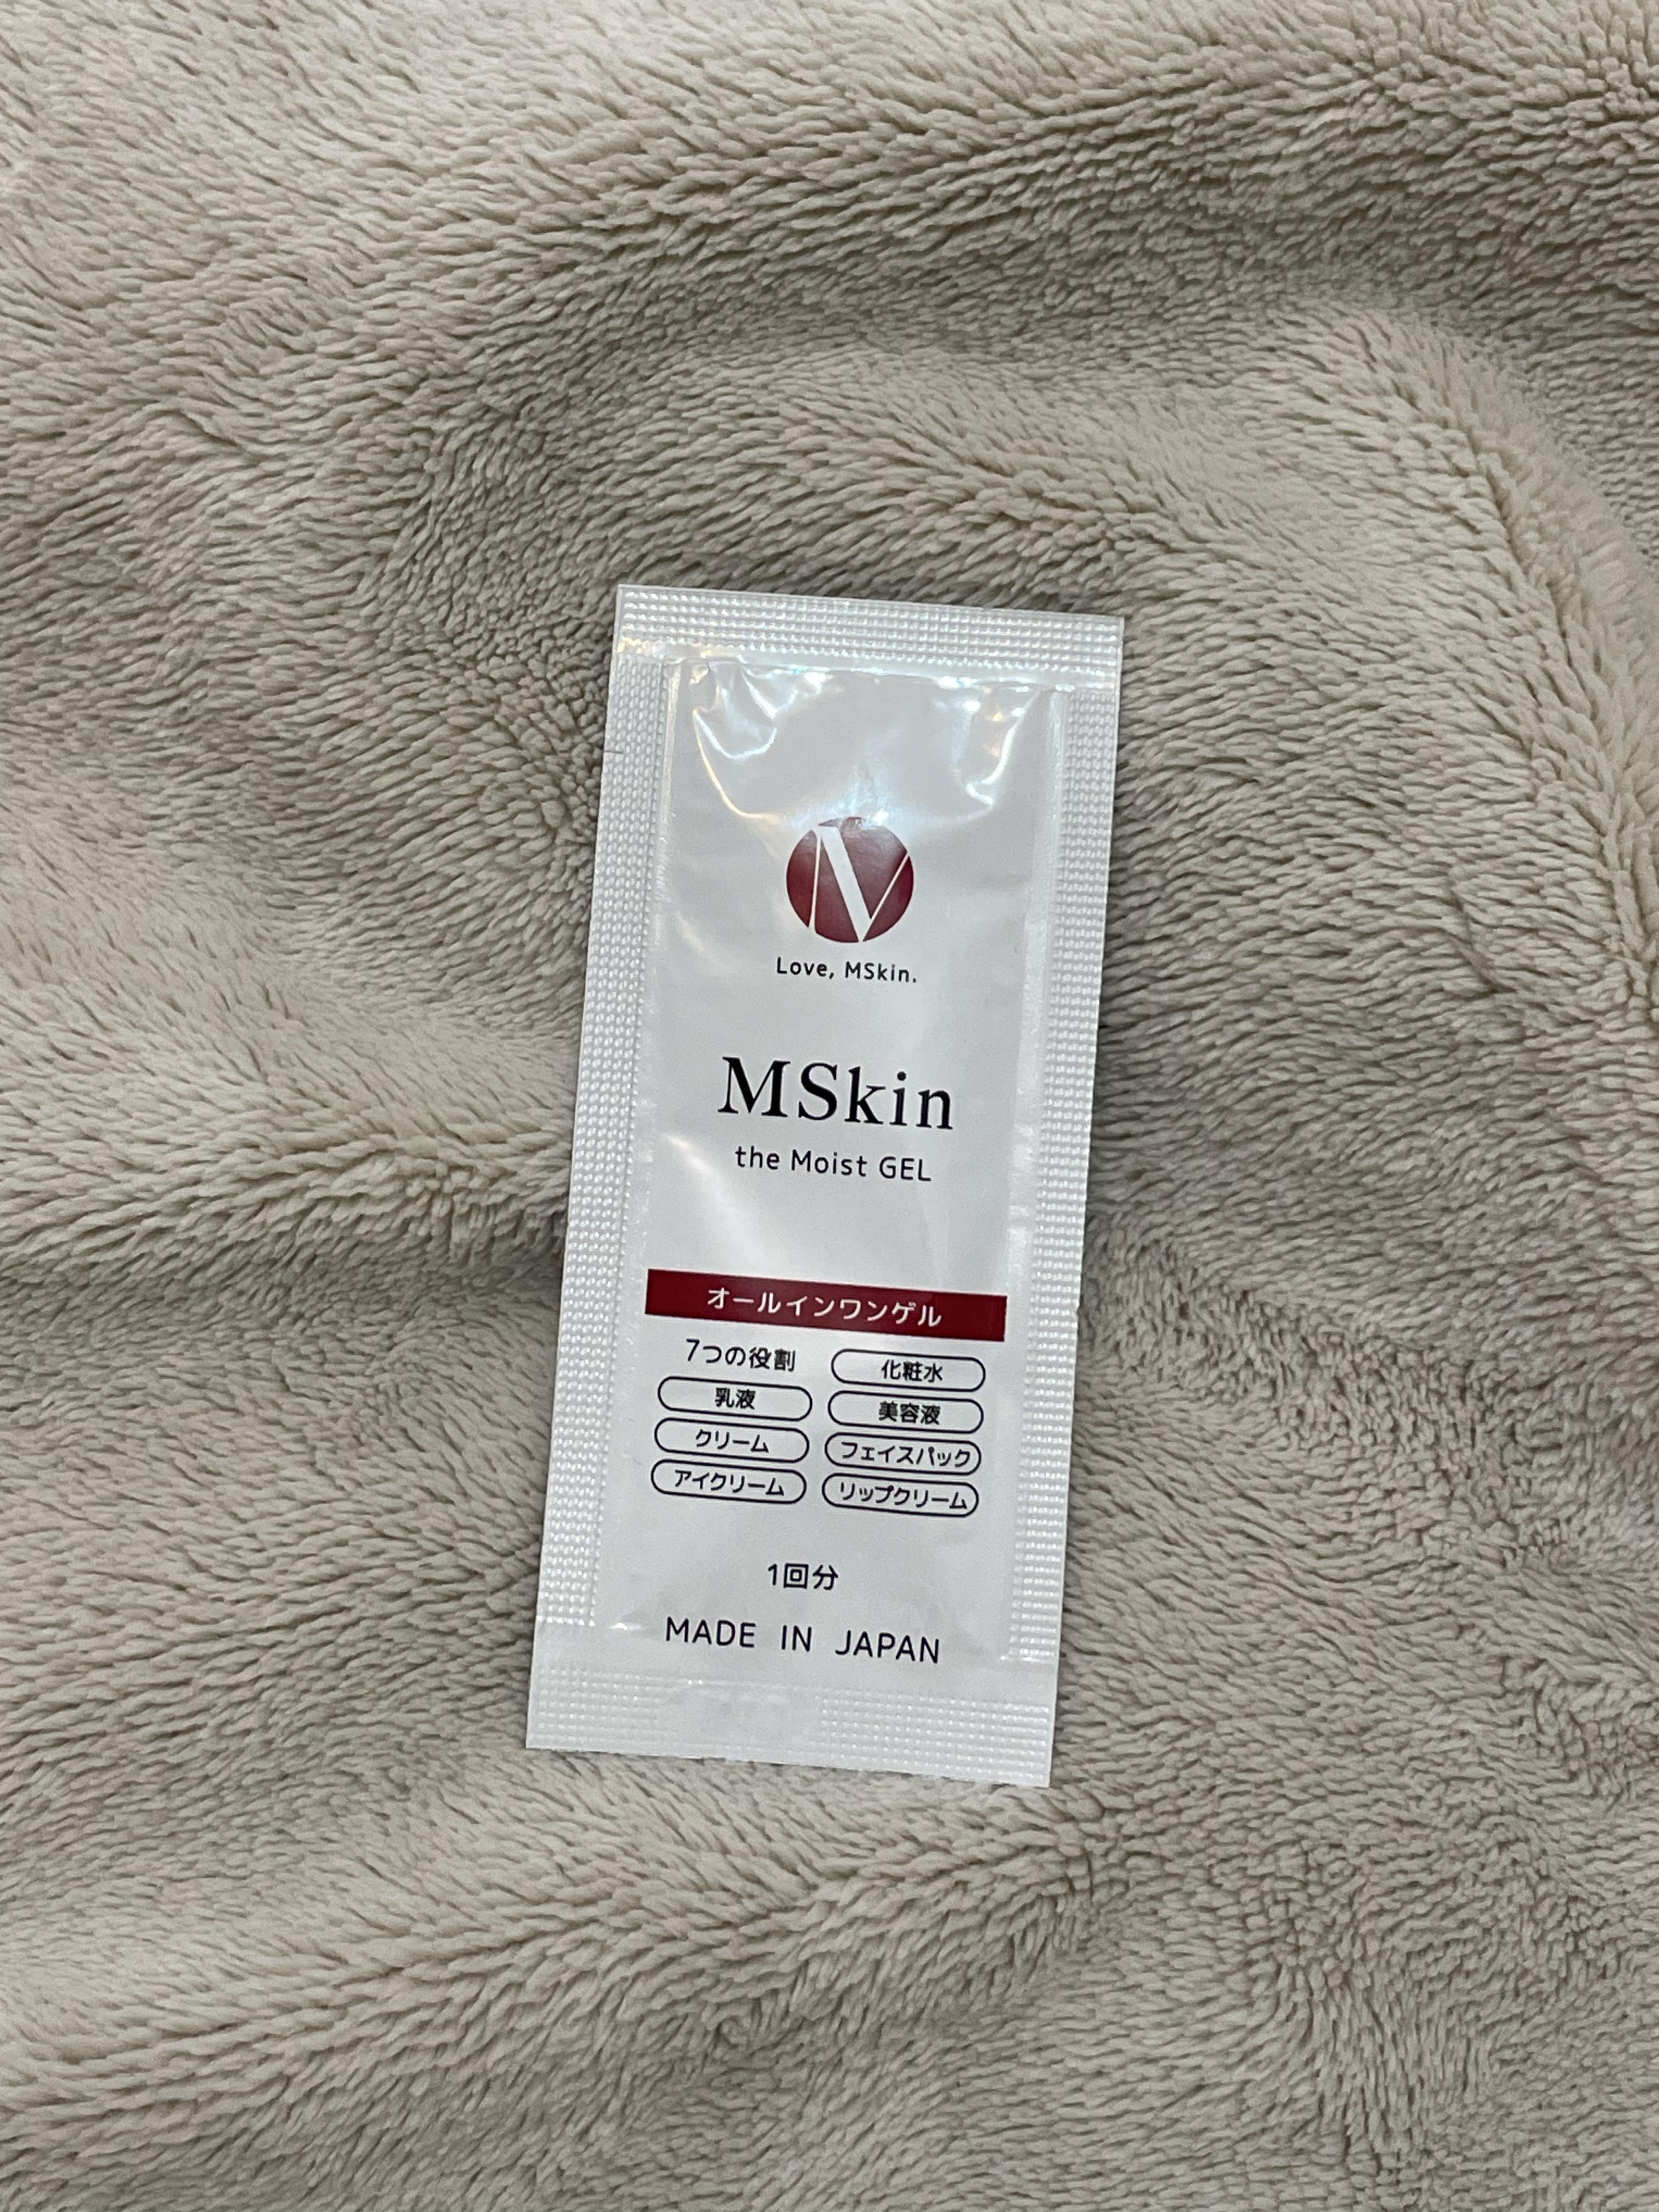 Love, MSkin.
MSkin
the Moist GEL
オールインワンゲル
7つの役割 化粧水
乳液 美容液
クリーム フェイスパック
アイクリーム リップクリーム
1回分
MADE IN JAPAN